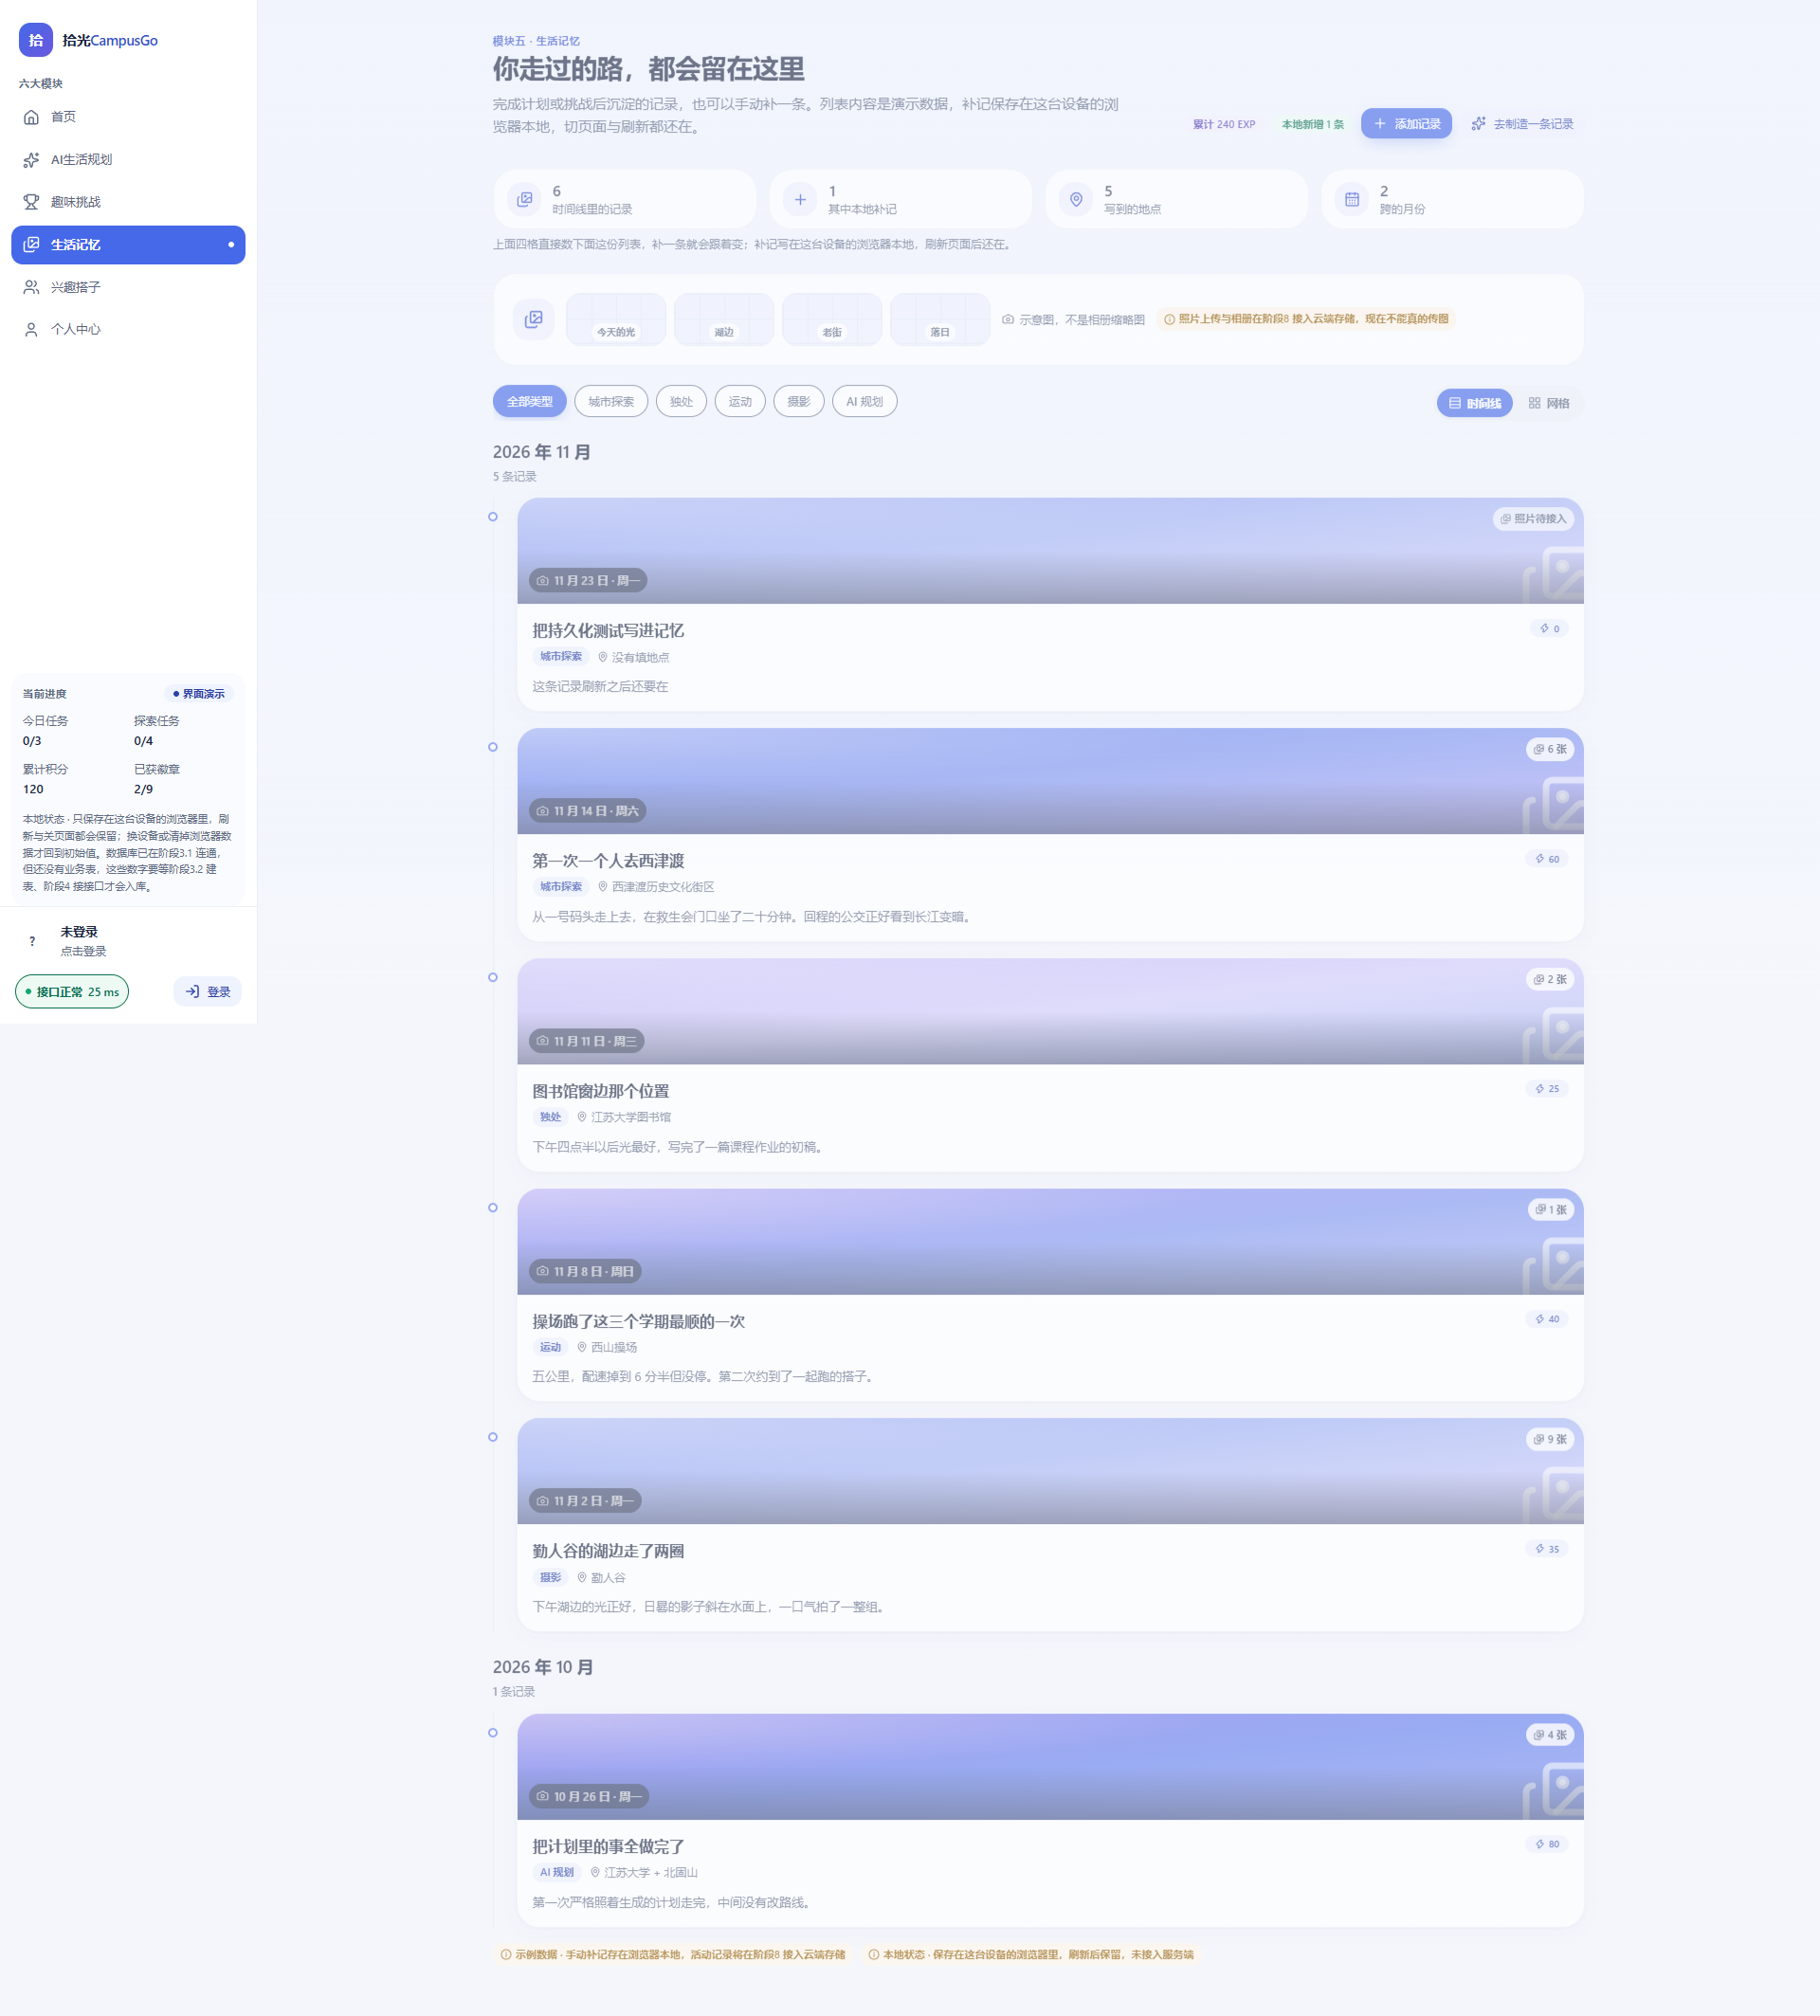 拾
拾光CampusGo
六大模块
首页
AI生活规划
趣味挑战
生活记忆
兴趣搭子
个人中心
当前进度
界面演示
今日任务
探索任务
0/3
0/4
累计积分
已获徽章
120
2/9
本地状态 · 只保存在这台设备的浏览器里，刷
新与关页面都会保留；换设备或清掉浏览器数
据才回到初始值。数据库已在阶段3.1 连通，
但还没有业务表，这些数字要等阶段3.2 建
表、阶段4 接接口才会入库。
?
未登录
点击登录
接口正常 25 ms
登录
模块五 · 生活记忆
你走过的路，都会留在这里
完成计划或挑战后沉淀的记录，也可以手动补一条。列表内容是演示数据，补记保存在这台设备的浏
览器本地，切页面与刷新都还在。
累计 240 EXP
本地新增 1 条
添加记录
去制造一条记录
6
时间线里的记录
1
其中本地补记
5
写到的地点
2
跨的月份
上面四格直接数下面这份列表，补一条就会跟着变；补记写在这台设备的浏览器本地，刷新页面后还在。
今天的光
湖边
老街
落日
示意图，不是相册缩略图
照片上传与相册在阶段8 接入云端存储，现在不能真的传图
全部类型
城市探索
独处
运动
摄影
AI 规划
时间线
网格
2026 年 11 月
5 条记录
照片待接入
11 月 23 日 · 周一
把持久化测试写进记忆
0
城市探索
没有填地点
这条记录刷新之后还要在
6 张
11 月 14 日 · 周六
第一次一个人去西津渡
60
城市探索
西津渡历史文化街区
从一号码头走上去，在救生会门口坐了二十分钟。回程的公交正好看到长江变暗。
2 张
11 月 11 日 · 周三
图书馆窗边那个位置
25
独处
江苏大学图书馆
下午四点半以后光最好，写完了一篇课程作业的初稿。
1 张
11 月 8 日 · 周日
操场跑了这三个学期最顺的一次
40
运动
西山操场
五公里，配速掉到 6 分半但没停。第二次约到了一起跑的搭子。
9 张
11 月 2 日 · 周一
勤人谷的湖边走了两圈
35
摄影
勤人谷
下午湖边的光正好，日晷的影子斜在水面上，一口气拍了一整组。
2026 年 10 月
1 条记录
4 张
10 月 26 日 · 周一
把计划里的事全做完了
80
AI 规划
江苏大学 + 北固山
第一次严格照着生成的计划走完，中间没有改路线。
示例数据 · 手动补记存在浏览器本地，活动记录将在阶段8 接入云端存储
本地状态 · 保存在这台设备的浏览器里，刷新后保留，未接入服务端